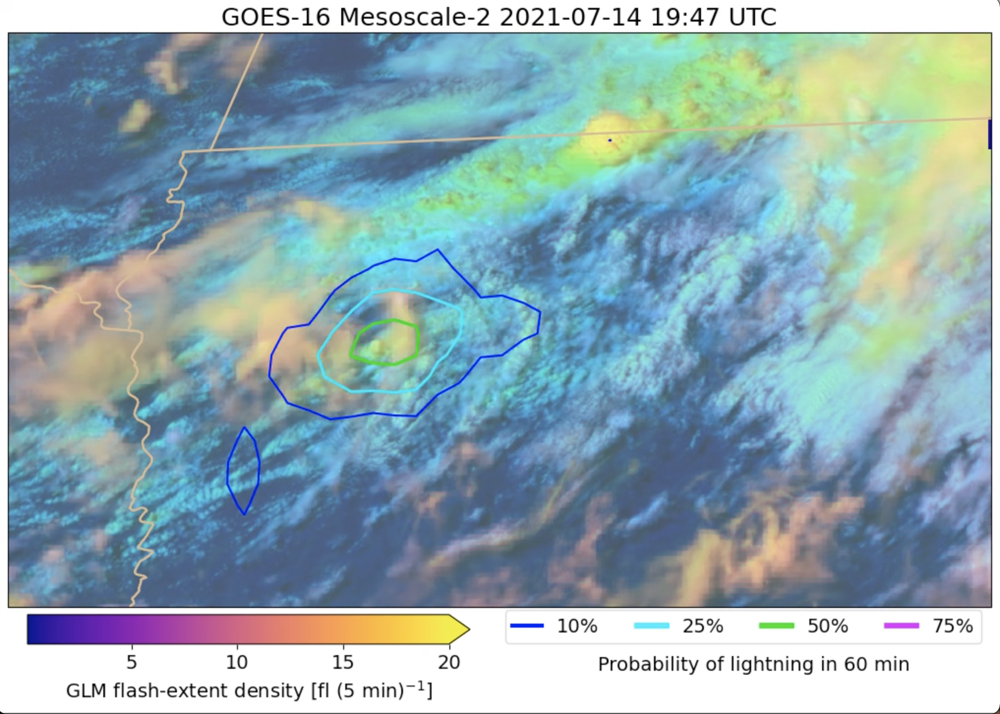 GOES-16 Mesoscale-2 2021-07-14 19:47 UTC
5 10 15 20
GLM flash-extent density [fl (5 min)⁻¹]
10% 25% 50% 75%
Probability of lightning in 60 min